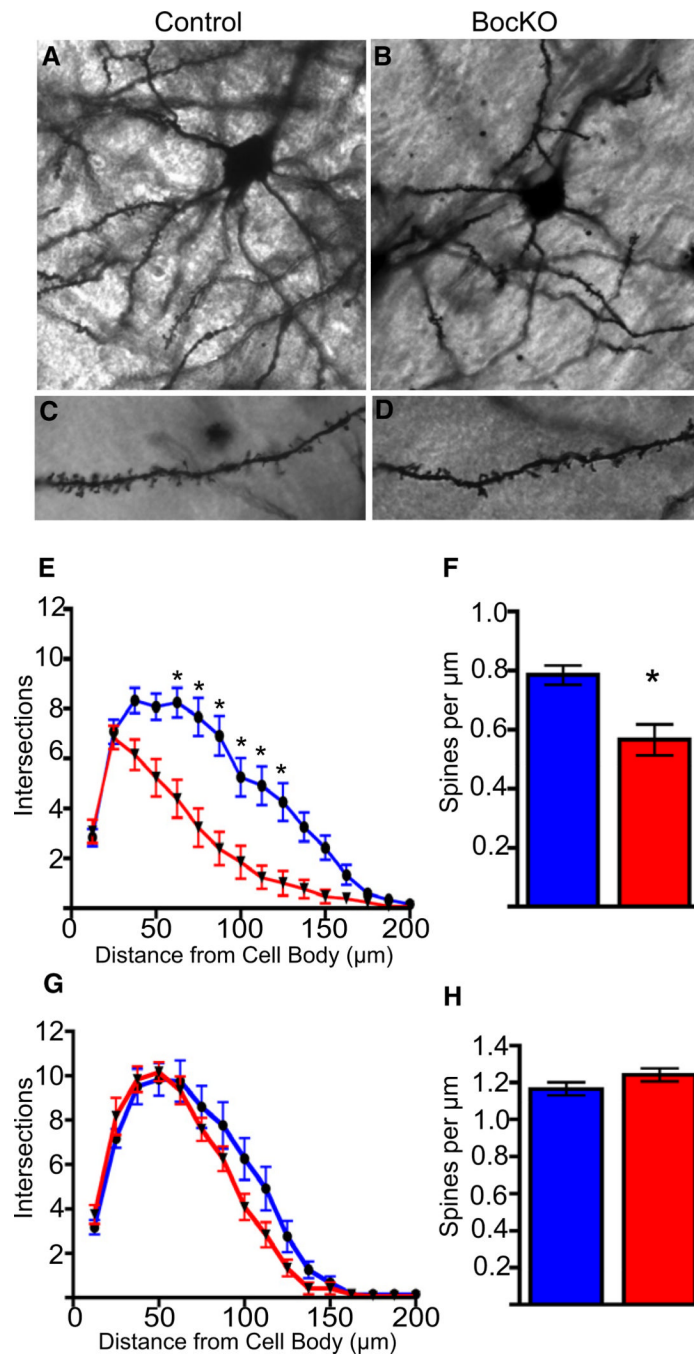 Control
BocKO
A
B
C
D
E
12
10
8
6
4
2
0
50
100
150
200
Intersections
Distance from Cell Body (µm)
* * * * * *
F
1.0
0.8
0.6
0.4
0.2
Spines per µm
*
G
12
10
8
6
4
2
0
50
100
150
200
Intersections
Distance from Cell Body (µm)
H
1.4
1.2
1.0
0.8
0.6
0.4
0.2
Spines per µm